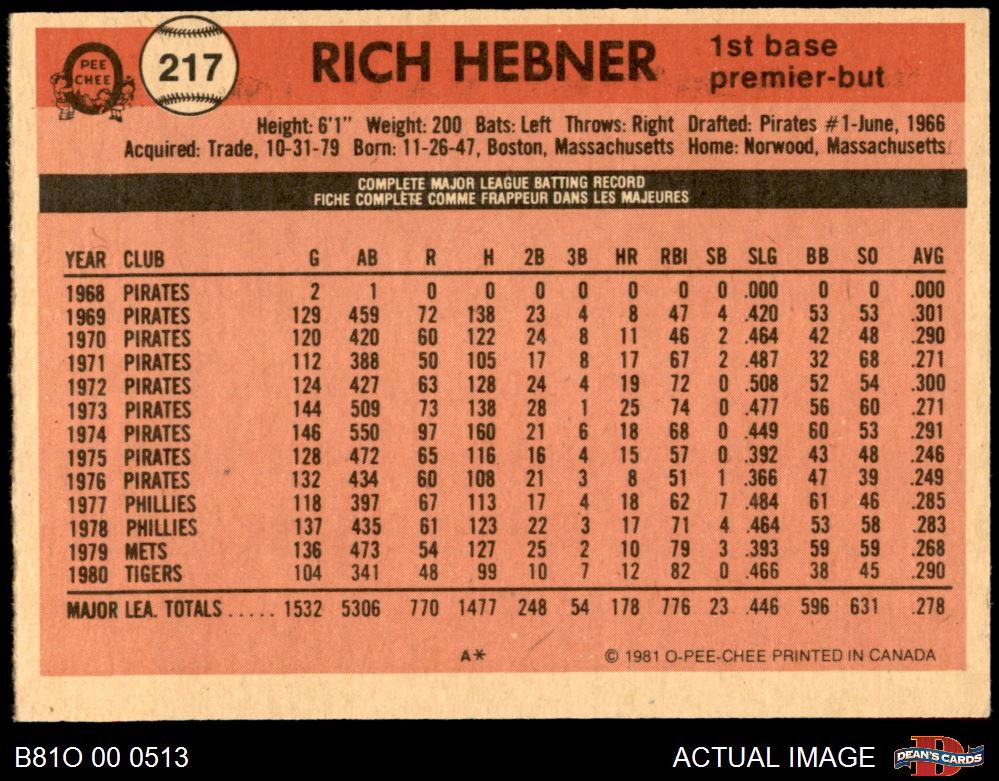 PEE CHEE
217
RICH HEBNER
1st base
premier-but
Height: 6'1" Weight: 200 Bats: Left Throws: Right Drafted: Pirates #1-June, 1966
Acquired: Trade, 10-31-79 Born: 11-26-47, Boston, Massachusetts Home: Norwood, Massachusetts
COMPLETE MAJOR LEAGUE BATTING RECORD
FICHE COMPLÈTE COMME FRAPPEUR DANS LES MAJEURES
YEAR CLUB G AB R H 2B 3B HR RBI SB SLG BB SO AVG
1968 PIRATES 2 1 0 0 0 0 0 0 0 .000 0 0 .000
1969 PIRATES 129 459 72 138 23 4 8 47 4 .420 53 53 .301
1970 PIRATES 120 420 60 122 24 8 11 46 2 .464 42 48 .290
1971 PIRATES 112 388 50 105 17 8 17 67 2 .487 32 68 .271
1972 PIRATES 124 427 63 128 24 4 19 72 0 .508 52 54 .300
1973 PIRATES 144 509 73 138 28 1 25 74 0 .477 56 60 .271
1974 PIRATES 146 550 97 160 21 6 18 68 0 .449 60 53 .291
1975 PIRATES 128 472 65 116 16 4 15 57 0 .392 43 48 .246
1976 PIRATES 132 434 60 108 21 3 8 51 1 .366 47 39 .249
1977 PHILLIES 118 397 67 113 17 4 18 62 7 .484 61 46 .285
1978 PHILLIES 137 435 61 123 22 3 17 71 4 .464 53 58 .283
1979 METS 136 473 54 127 25 2 10 79 3 .393 59 59 .268
1980 TIGERS 104 341 48 99 10 7 12 82 0 .466 38 45 .290
MAJOR LEA. TOTALS ..... 1532 5306 770 1477 248 54 178 776 23 .446 596 631 .278
A* © 1981 O-PEE-CHEE PRINTED IN CANADA
B81O 00 0513 ACTUAL IMAGE DEAN'S CARDS